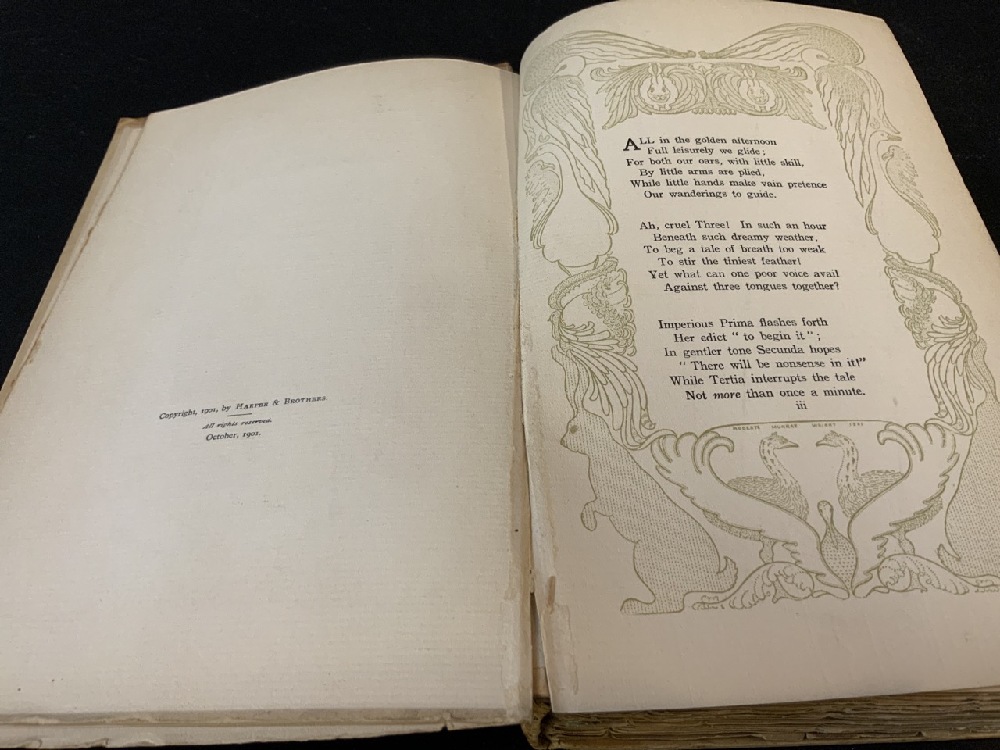 Copyright, 1901, by HARPER & BROTHERS.
All rights reserved.
October, 1901.
ALL in the golden afternoon
Full leisurely we glide;
For both our oars, with little skill,
By little arms are plied,
While little hands make vain pretence
Our wanderings to guide.
Ah, cruel Three! In such an hour
Beneath such dreamy weather,
To beg a tale of breath too weak
To stir the tiniest feather!
Yet what can one poor voice avail
Against three tongues together?
Imperious Prima flashes forth
Her edict "to begin it";
In gentler tone Secunda hopes
"There will be nonsense in it!"
While Tertia interrupts the tale
Not more than once a minute.
iii